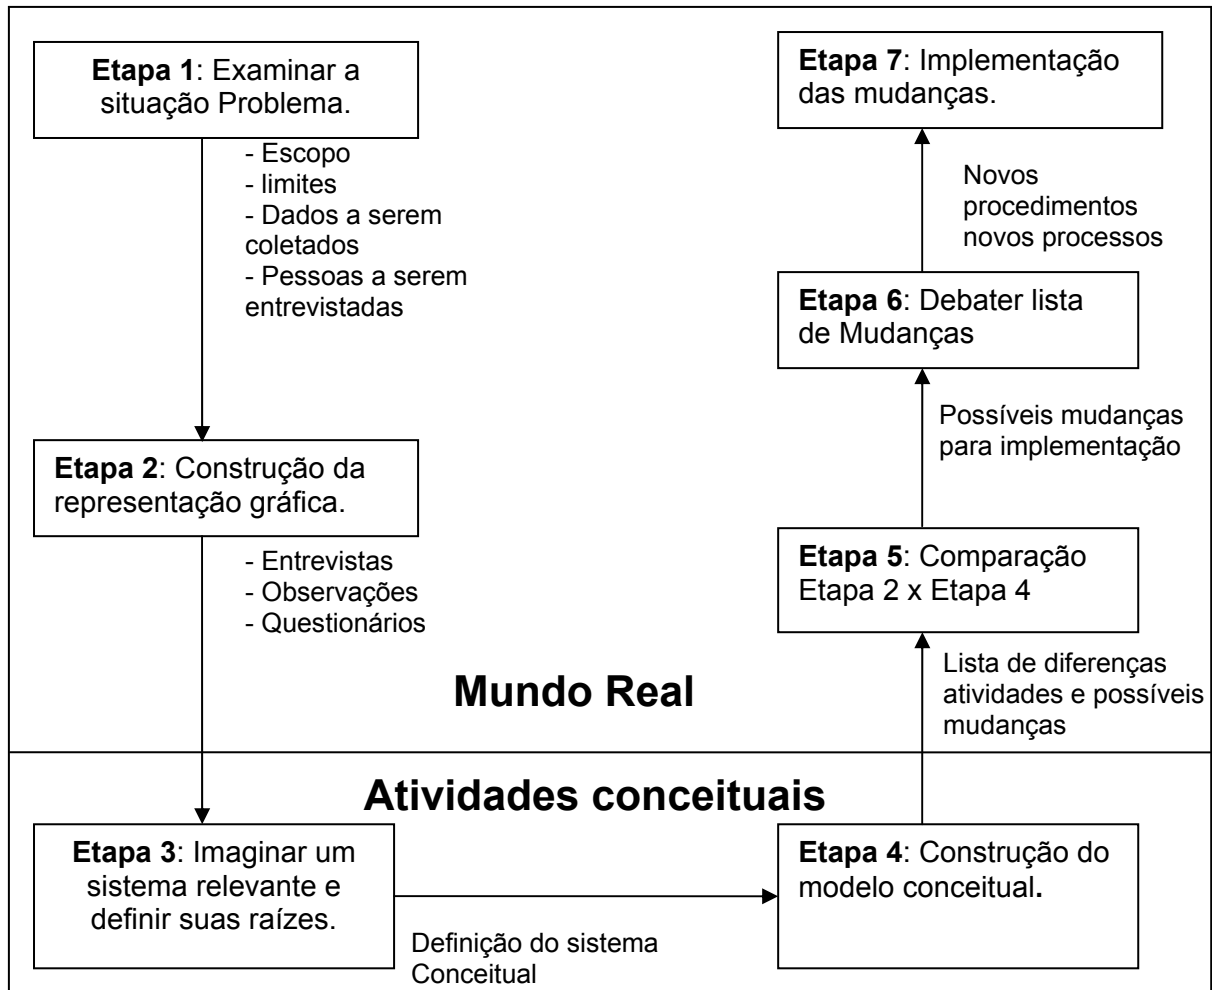 Etapa 1: Examinar a
situação Problema.
- Escopo
- limites
- Dados a serem
coletados
- Pessoas a serem
entrevistadas
Etapa 2: Construção da
representação gráfica.
- Entrevistas
- Observações
- Questionários
Etapa 7: Implementação
das mudanças.
Novos
procedimentos
novos processos
Etapa 6: Debater lista
de Mudanças
Possíveis mudanças
para implementação
Etapa 5: Comparação
Etapa 2 x Etapa 4
Lista de diferenças
atividades e possíveis
mudanças
Mundo Real
Atividades conceituais
Etapa 3: Imaginar um
sistema relevante e
definir suas raízes.
Definição do sistema
Conceitual
Etapa 4: Construção do
modelo conceitual.